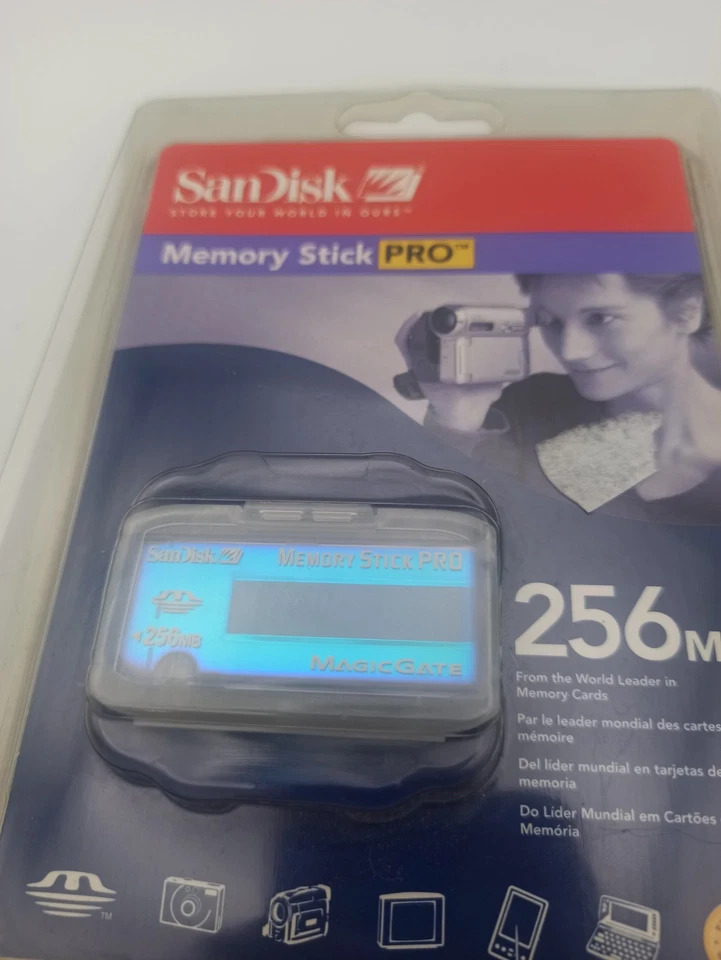 SanDisk
STORE YOUR WORLD IN OURS™
Memory Stick PRO™
SanDisk MEMORY STICK PRO
256MB
MAGICGATE
256M
From the World Leader in
Memory Cards
Par le leader mondial des cartes
mémoire
Del líder mundial en tarjetas de
memoria
Do Líder Mundial em Cartões
Memória
TM